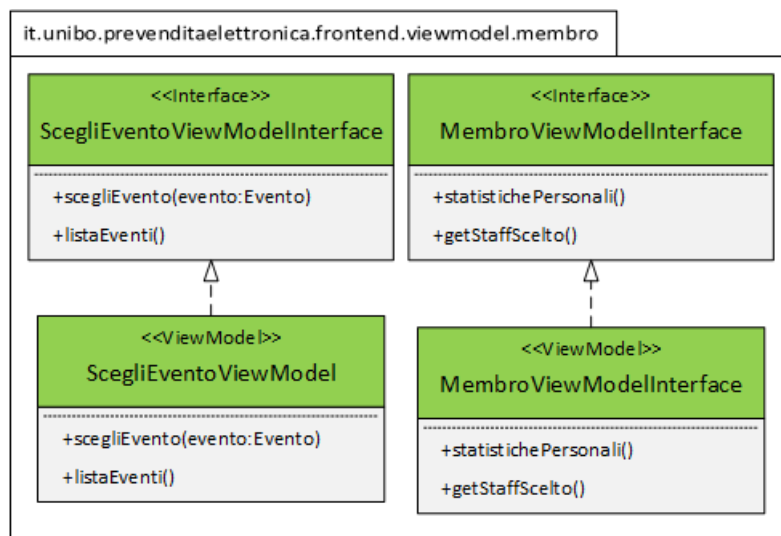 it.unibo.prevenditaelettronica.frontend.viewmodel.membro
<<Interface>>
ScegliEventoViewModelInterface
+scegliEvento(evento:Evento)
+listaEventi()
<<Interface>>
MembroViewModelInterface
+statistichePersonali()
+getStaffScelto()
<<ViewModel>>
ScegliEventoViewModel
+scegliEvento(evento:Evento)
+listaEventi()
<<ViewModel>>
MembroViewModelInterface
+statistichePersonali()
+getStaffScelto()